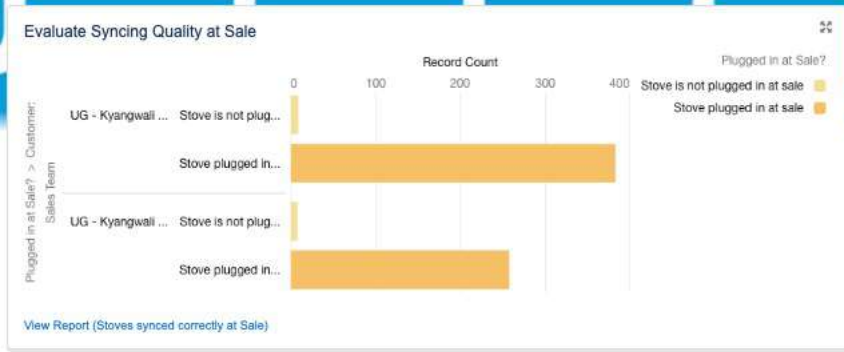 Evaluate Syncing Quality at Sale
Record Count
0 100 200 300 400
Plugged in at Sale?
Stove is not plugged in at sale
Stove plugged in at sale
Plugged in at Sale? > Customer:
Sales Team
UG - Kyangwali ... Stove is not plug...
Stove plugged in...
UG - Kyangwali ... Stove is not plug...
Stove plugged in...
View Report (Stoves synced correctly at Sale)